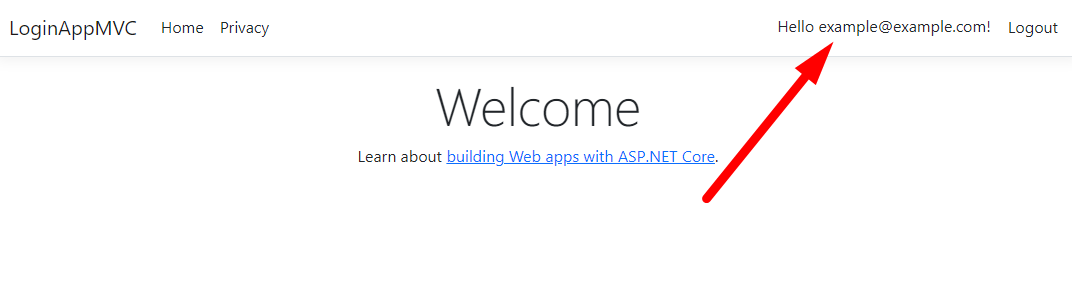 LoginAppMVC Home Privacy Hello example@example.com! Logout
Welcome
Learn about building Web apps with ASP.NET Core.